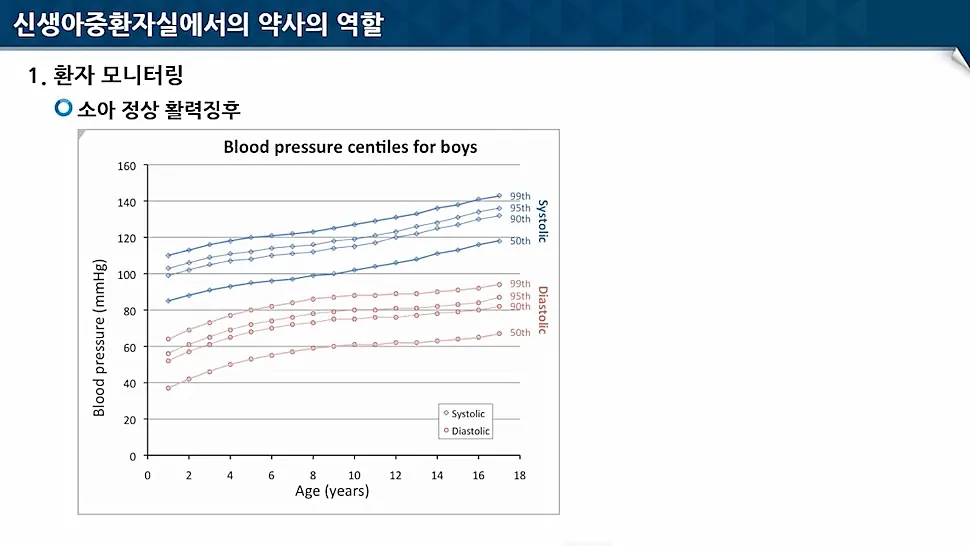 신생아중환자실에서의 약사의 역할
1. 환자 모니터링
소아 정상 활력징후
Blood pressure centiles for boys
160
140
120
100
80
60
40
20
0
Blood pressure (mmHg)
0 2 4 6 8 10 12 14 16 18
Age (years)
99th
95th
90th
50th
Systolic
99th
95th
90th
50th
Diastolic
Systolic
Diastolic